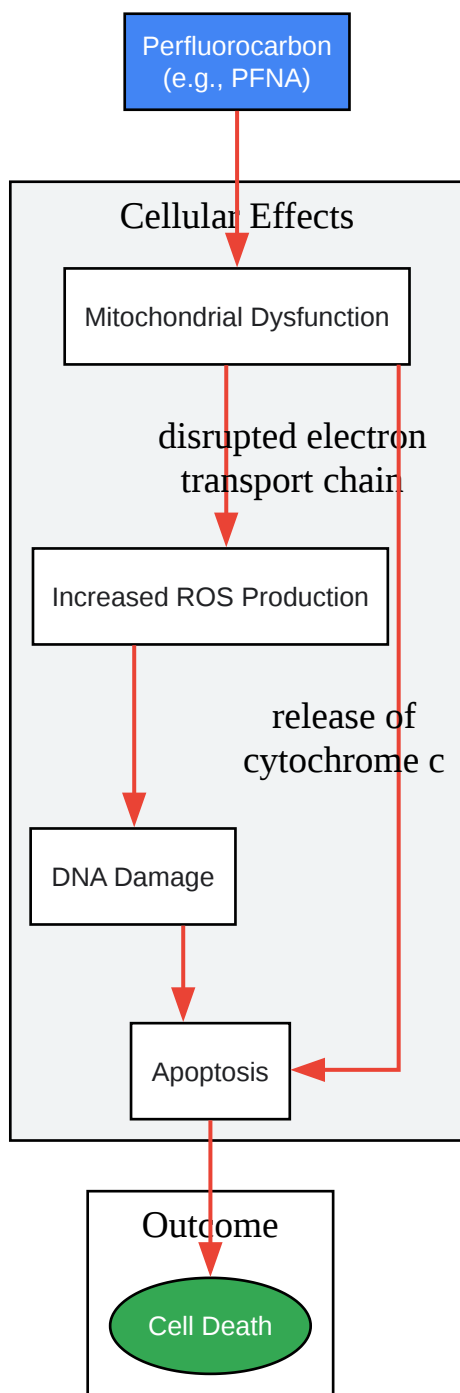 Perfluorocarbon
(e.g., PFNA)
Cellular Effects
Mitochondrial Dysfunction
disrupted electron
transport chain
Increased ROS Production
release of
cytochrome c
DNA Damage
Apoptosis
Outcome
Cell Death